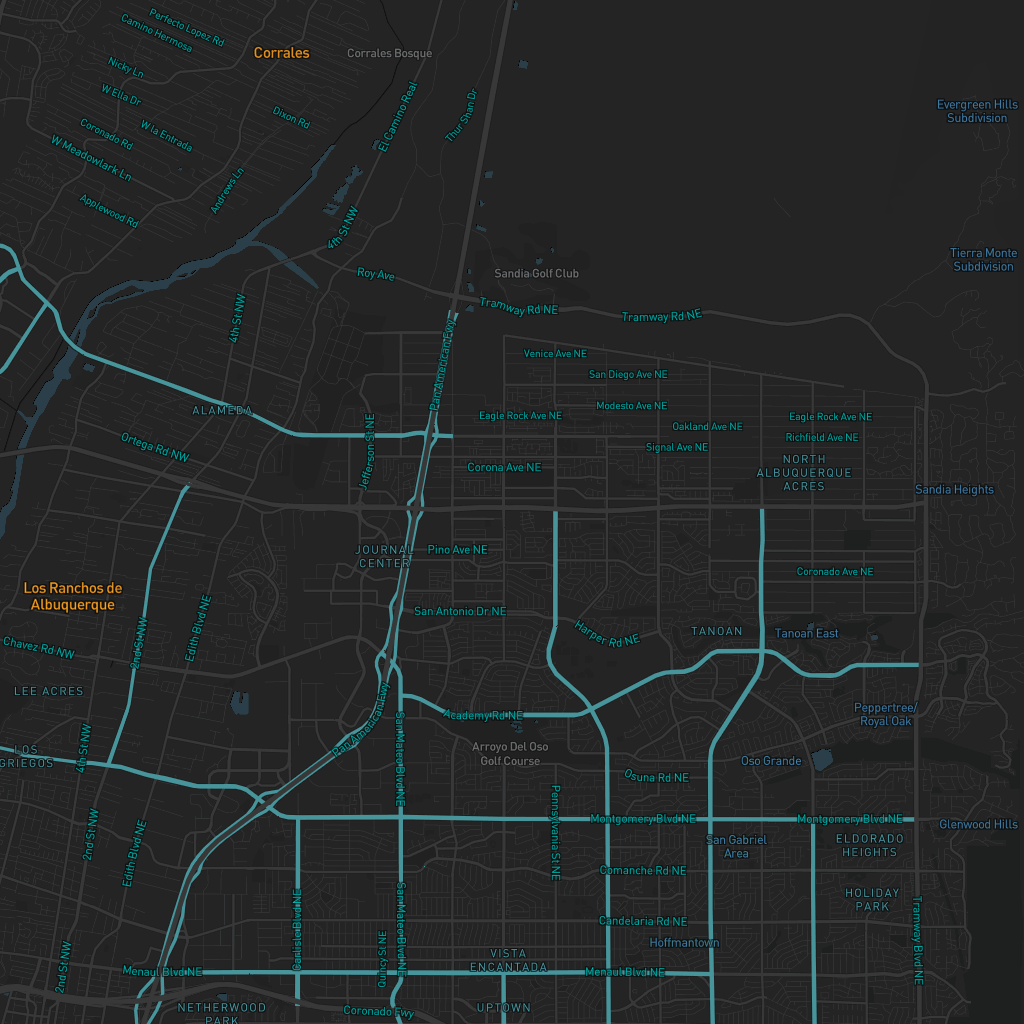 Perfecto Lopez Rd
Camino Hermosa
Corrales
Corrales Bosque
Nicky Ln
W Ella Dr
El Camino Real
Thur Shan Dr
Evergreen Hills
Subdivision
Dixon Rd
Coronado Rd
W la Entrada
W Meadowlark Ln
Andrews Ln
Applewood Rd
4th St NW
Tierra Monte
Subdivision
Roy Ave
Sandia Golf Club
4th St NW
Tramway Rd NE
Tramway Rd NE
Pan American Fwy
Venice Ave NE
San Diego Ave NE
ALAMEDA
Modesto Ave NE
Eagle Rock Ave NE
Eagle Rock Ave NE
Oakland Ave NE
Ortega Rd NW
Jefferson St NE
Signal Ave NE
Richfield Ave NE
Corona Ave NE
NORTH
ALBUQUERQUE
ACRES
Sandia Heights
JOURNAL
CENTER
Pino Ave NE
Coronado Ave NE
Los Ranchos de
Albuquerque
San Antonio Dr NE
2nd St NW
Edith Blvd NE
Harper Rd NE
TANOAN
Tanoan East
Chavez Rd NW
LEE ACRES
Pan American Fwy
Academy Rd NE
Peppertree/
Royal Oak
LOS
GRIEGOS
4th St NW
San Mateo Blvd NE
Arroyo Del Oso
Golf Course
Oso Grande
Osuna Rd NE
Pennsylvania St NE
Montgomery Blvd NE
Montgomery Blvd NE
Glenwood Hills
2nd St NW
Edith Blvd NE
San Gabriel
Area
ELDORADO
HEIGHTS
Comanche Rd NE
HOLIDAY
PARK
Carlisle Blvd NE
San Mateo Blvd NE
Quincy St NE
Candelaria Rd NE
Hoffmantown
Tramway Blvd NE
2nd St NW
Menaul Blvd NE
VISTA
ENCANTADA
Menaul Blvd NE
NETHERWOOD
PARK
Coronado Fwy
UPTOWN